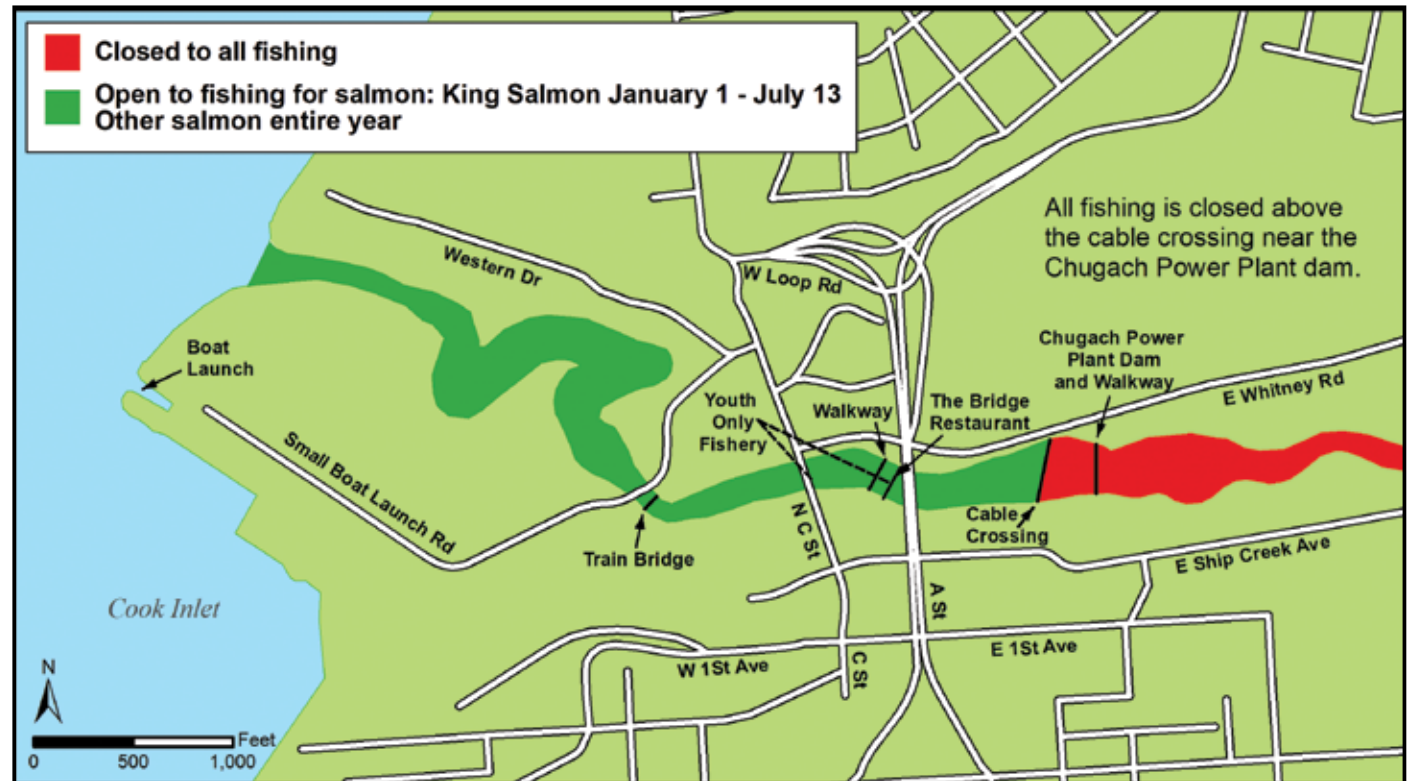 Closed to all fishing
Open to fishing for salmon: King Salmon January 1 - July 13
Other salmon entire year
All fishing is closed above
the cable crossing near the
Chugach Power Plant dam.
Western Dr
W Loop Rd
Boat
Launch
Chugach Power
Plant Dam
and Walkway
E Whitney Rd
Youth
Only
Fishery
Walkway
The Bridge
Restaurant
Small Boat Launch Rd
Train Bridge
N C St
Cable
Crossing
E Ship Creek Ave
Cook Inlet
A St
E 1St Ave
W 1St Ave
C St
N
Feet
0 500 1,000